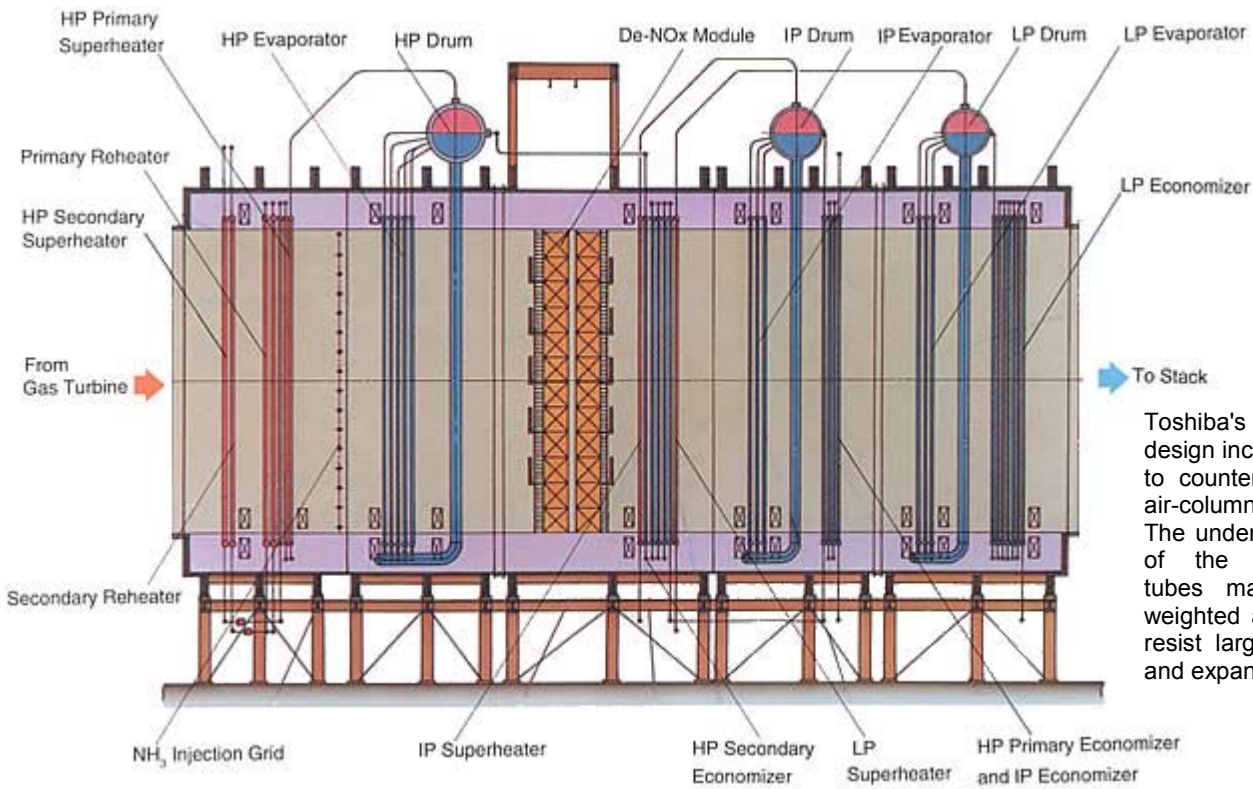 HP Primary
Superheater
HP Evaporator
HP Drum
De-NOx Module
IP Drum
IP Evaporator
LP Drum
LP Evaporator
Primary Reheater
HP Secondary
Superheater
LP Economizer
From
Gas Turbine
To Stack
Toshiba's
design inc
to counter
air-column
The under
of the
tubes ma
weighted a
resist larg
and expan
Secondary Reheater
NH₃ Injection Grid
IP Superheater
HP Secondary
Economizer
LP
Superheater
HP Primary Economizer
and IP Economizer